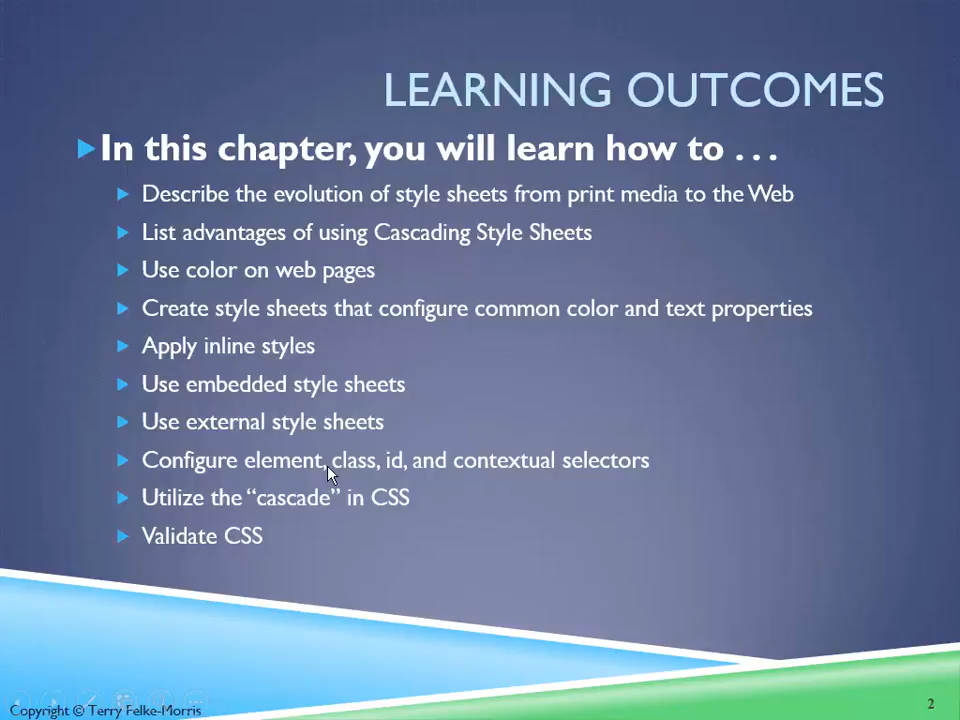 LEARNING OUTCOMES
In this chapter, you will learn how to . . .
Describe the evolution of style sheets from print media to the Web
List advantages of using Cascading Style Sheets
Use color on web pages
Create style sheets that configure common color and text properties
Apply inline styles
Use embedded style sheets
Use external style sheets
Configure element, class, id, and contextual selectors
Utilize the “cascade” in CSS
Validate CSS
Copyright © Terry Felke-Morris
2